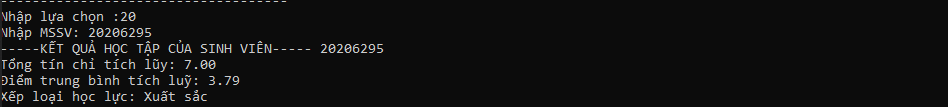 ------------------------------------
Nhập lựa chọn :20
Nhập MSSV: 20206295
-----KẾT QUẢ HỌC TẬP CỦA SINH VIÊN----- 20206295
Tổng tín chỉ tích lũy: 7.00
Điểm trung bình tích luỹ: 3.79
Xếp loại học lực: Xuất sắc